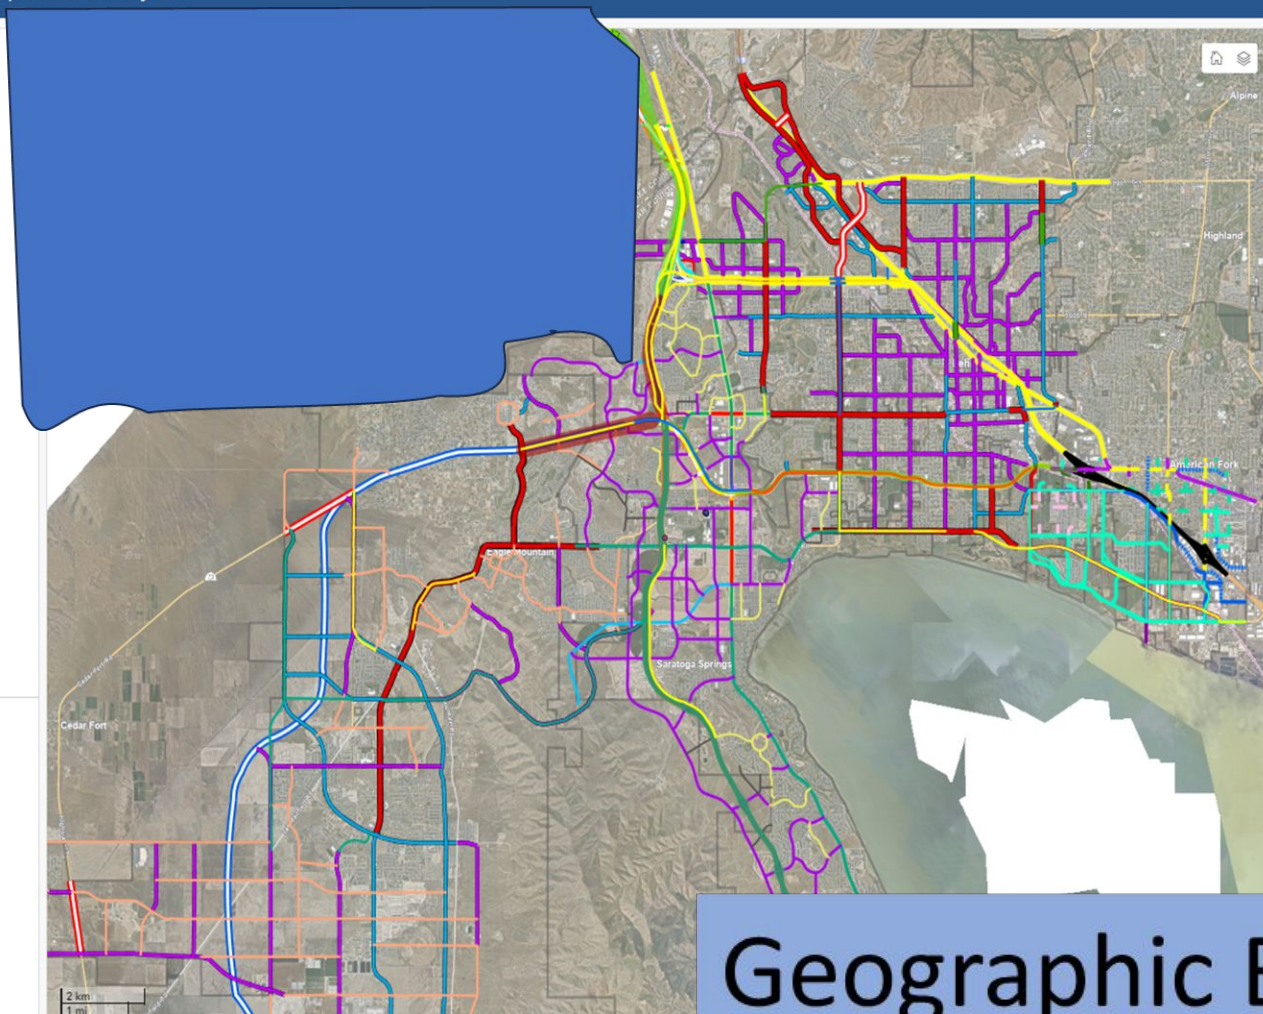 Alpine
Highland
American Fork
Eagle Mountain
Saratoga Springs
Cedar Fort
2 km
1 mi
Geographic E